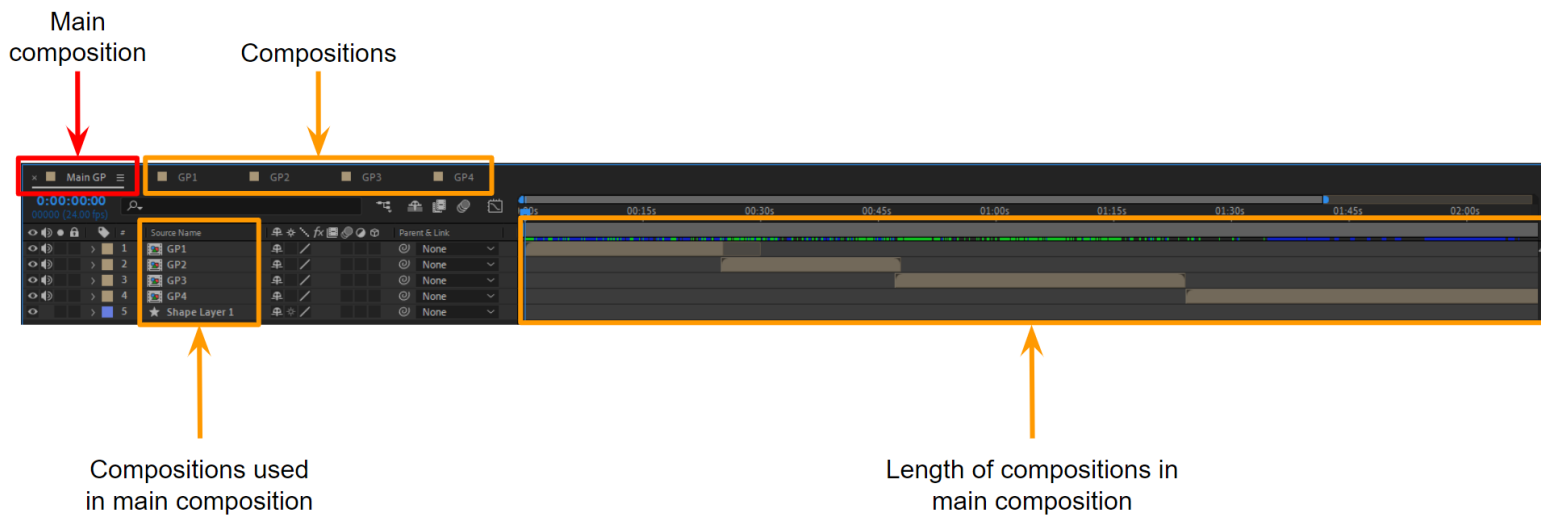 Main
composition
Compositions
× Main GP ≡ GP1 GP2 GP3 GP4
0:00:00:00
00000 (24.00 fps)
:00s 00:15s 00:30s 00:45s 01:00s 01:15s 01:30s 01:45s 02:00s
# Source Name fx Parent & Link
1 GP1 None
2 GP2 None
3 GP3 None
4 GP4 None
5 ★ Shape Layer 1 None
Compositions used
in main composition
Length of compositions in
main composition